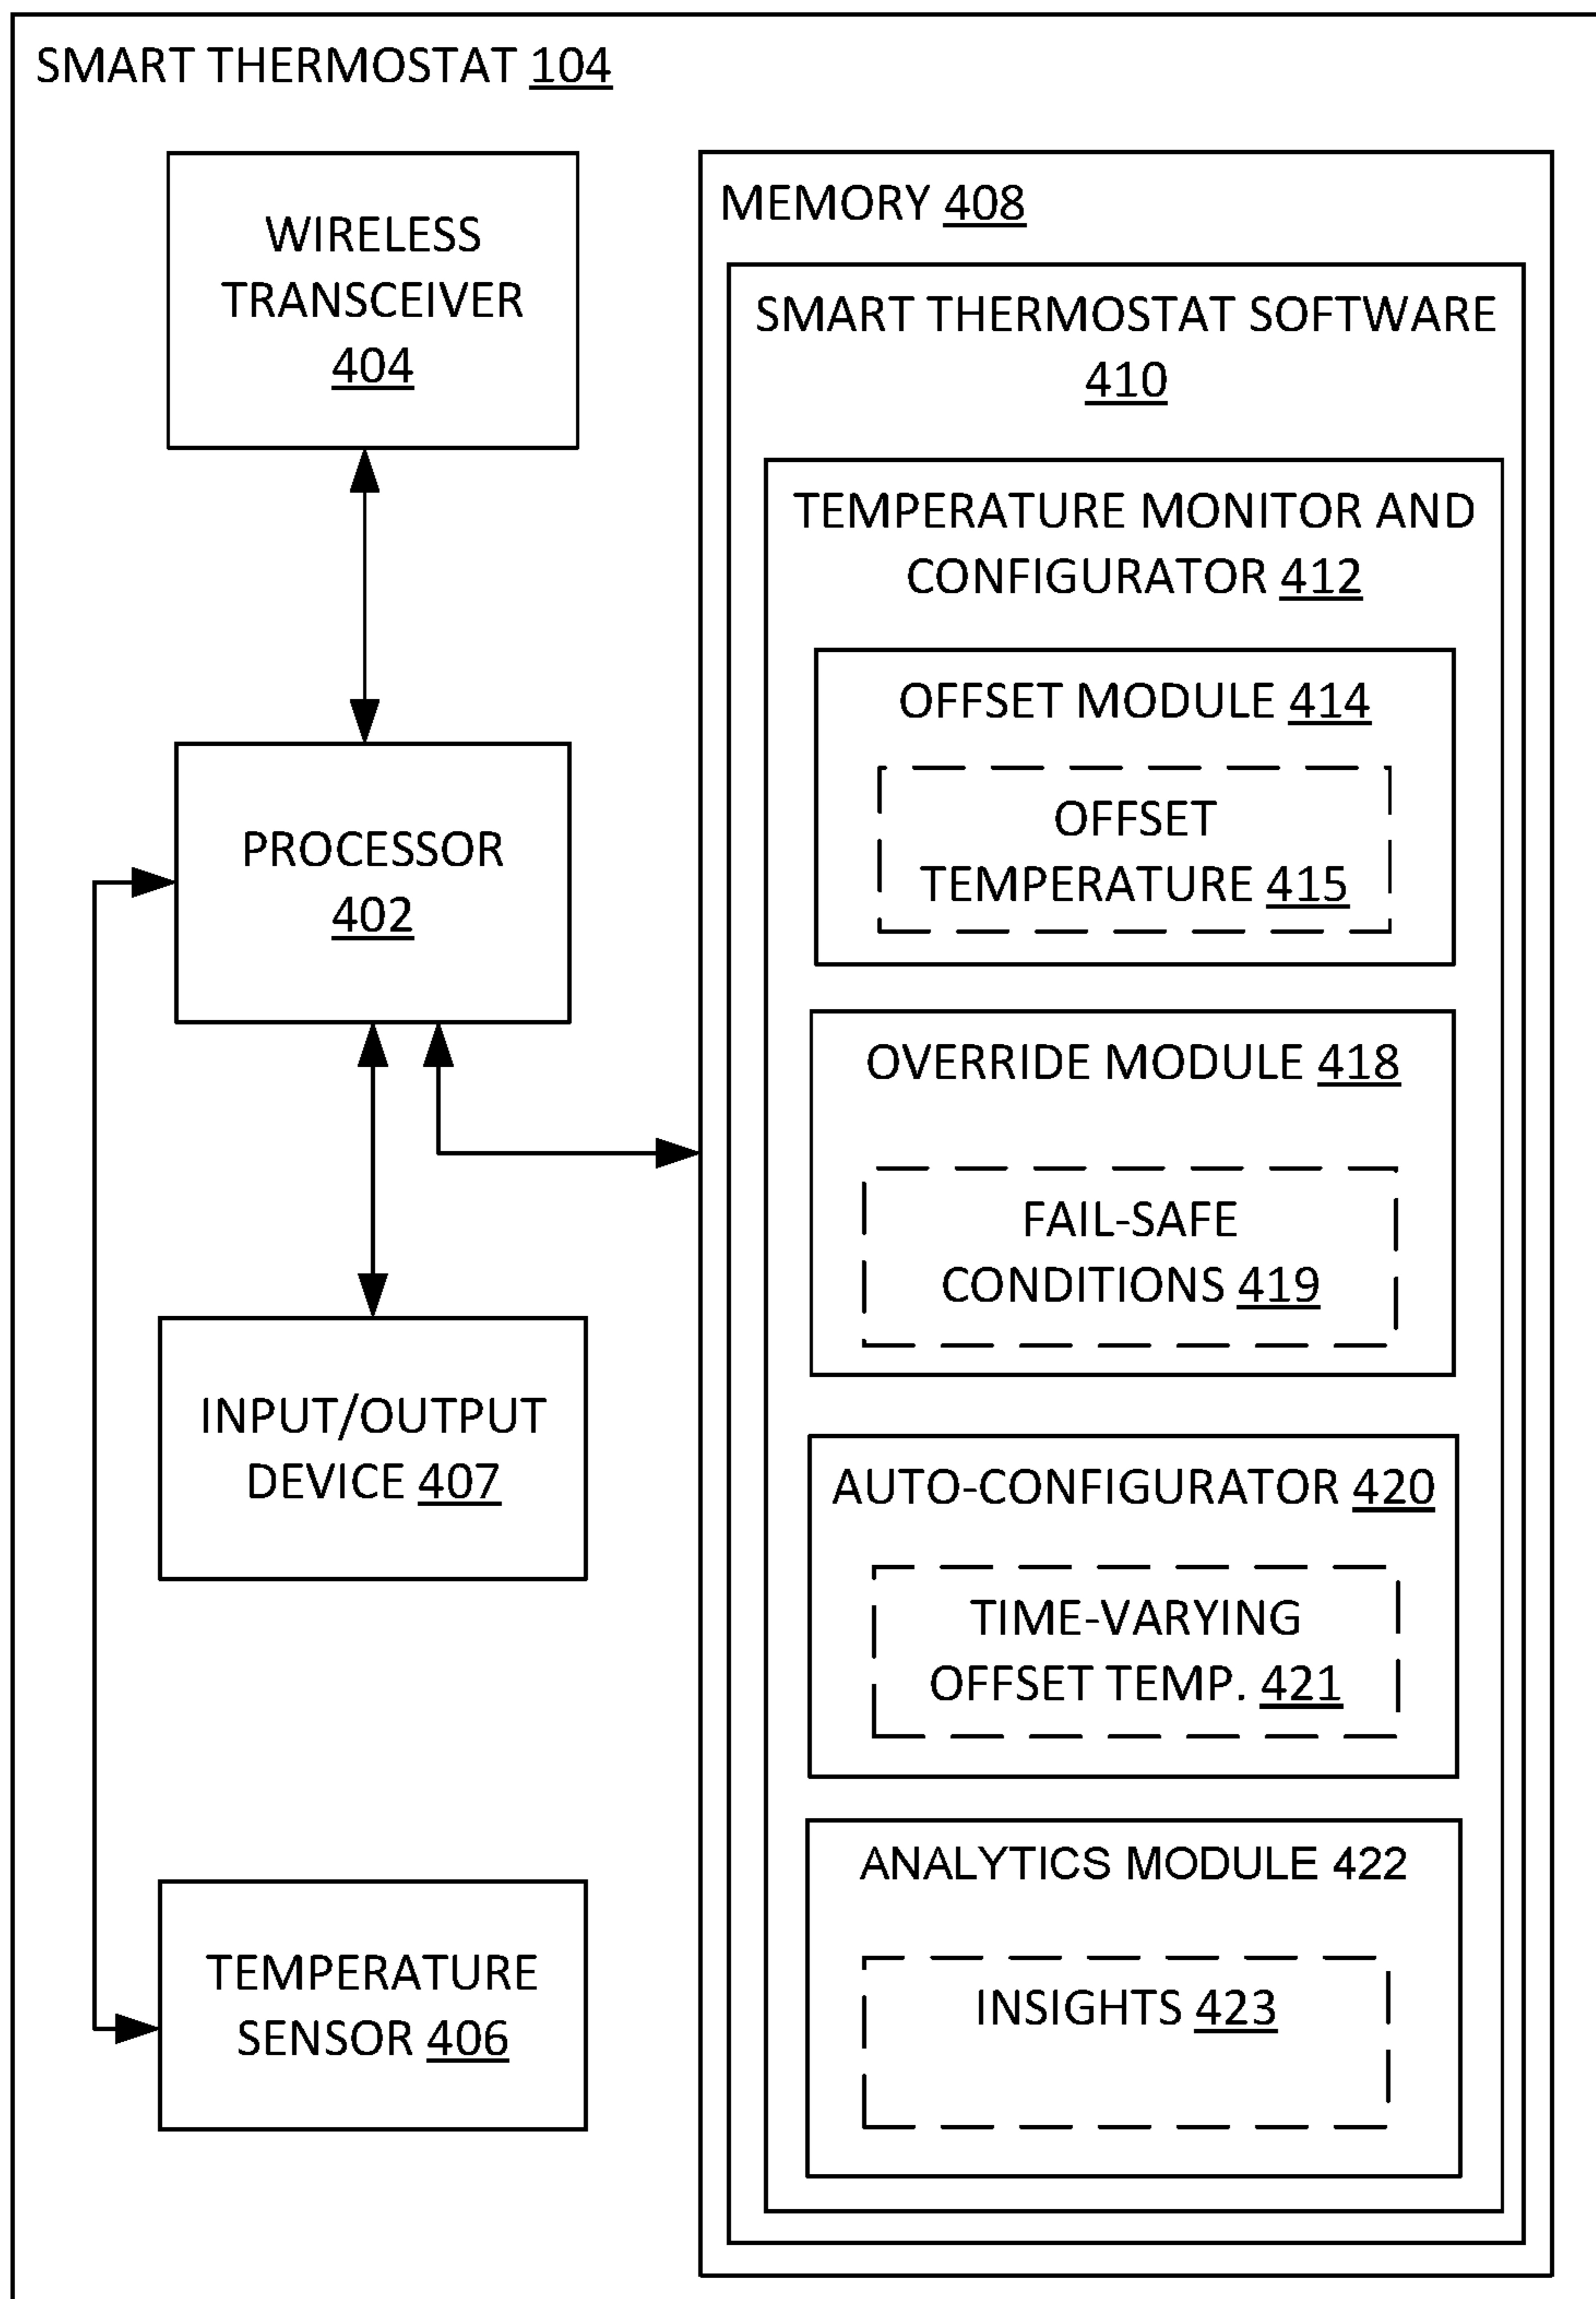 SMART THERMOSTAT 104
WIRELESS
TRANSCEIVER
404
PROCESSOR
402
INPUT/OUTPUT
DEVICE 407
TEMPERATURE
SENSOR 406
MEMORY 408
SMART THERMOSTAT SOFTWARE
410
TEMPERATURE MONITOR AND
CONFIGURATOR 412
OFFSET MODULE 414
OFFSET
TEMPERATURE 415
OVERRIDE MODULE 418
FAIL-SAFE
CONDITIONS 419
AUTO-CONFIGURATOR 420
TIME-VARYING
OFFSET TEMP. 421
ANALYTICS MODULE 422
INSIGHTS 423